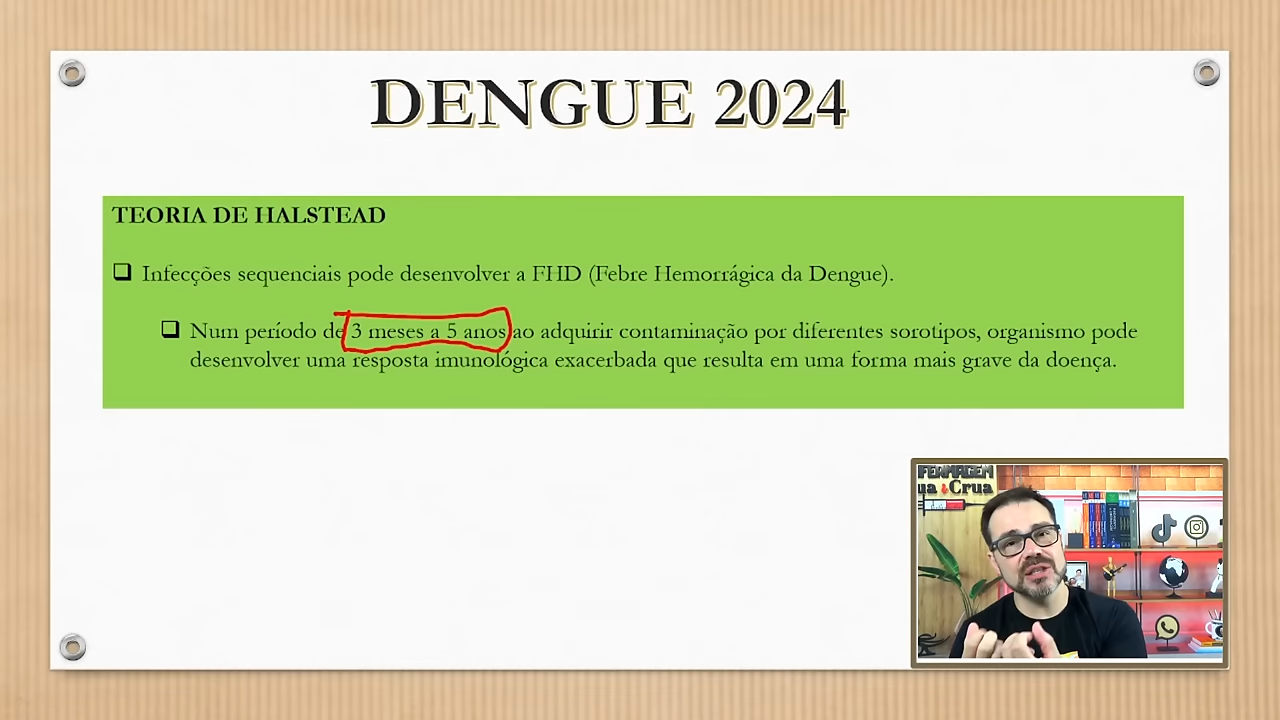 DENGUE 2024
TEORIA DE HALSTEAD
❑ Infecções sequenciais pode desenvolver a FHD (Febre Hemorrágica da Dengue).
❑ Num período de 3 meses a 5 anos ao adquirir contaminação por diferentes sorotipos, organismo pode
desenvolver uma resposta imunológica exacerbada que resulta em uma forma mais grave da doença.
FERMAGEM
ua Crua